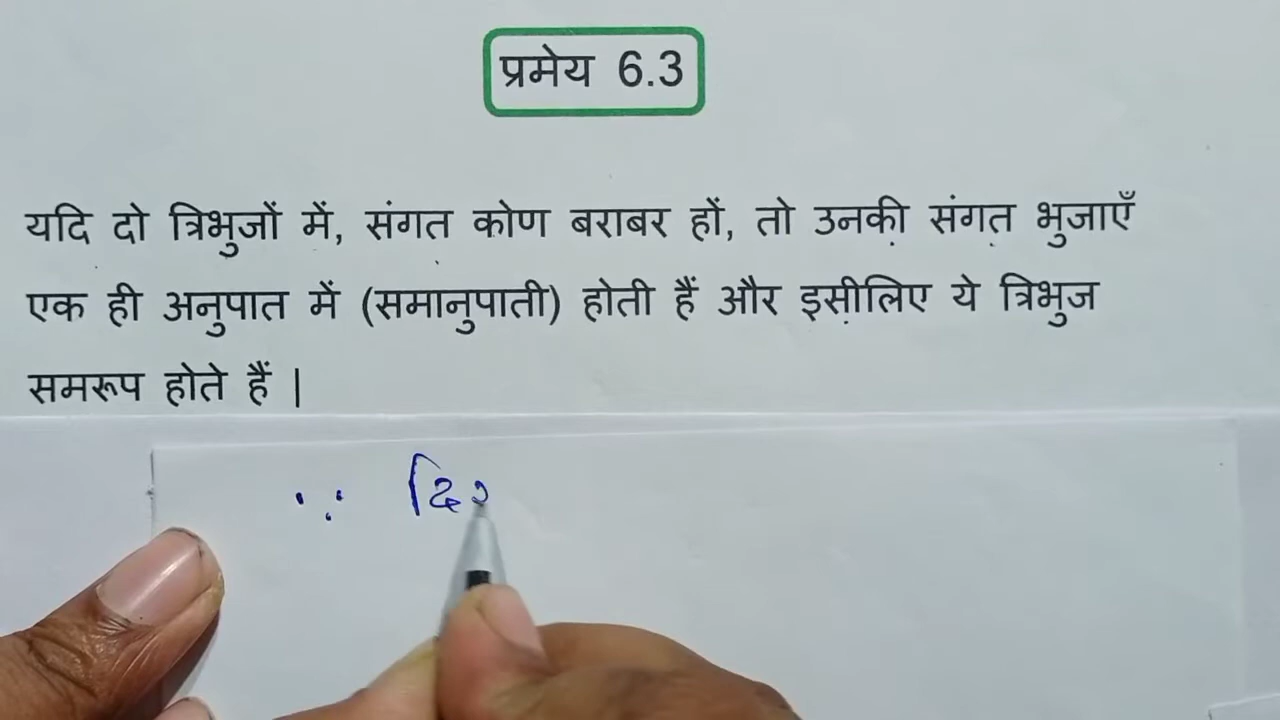 प्रमेय 6.3
यदि दो त्रिभुजों में, संगत कोण बराबर हों, तो उनकी संगत भुजाएँ
एक ही अनुपात में (समानुपाती) होती हैं और इसीलिए ये त्रिभुज
समरूप होते हैं |
∵